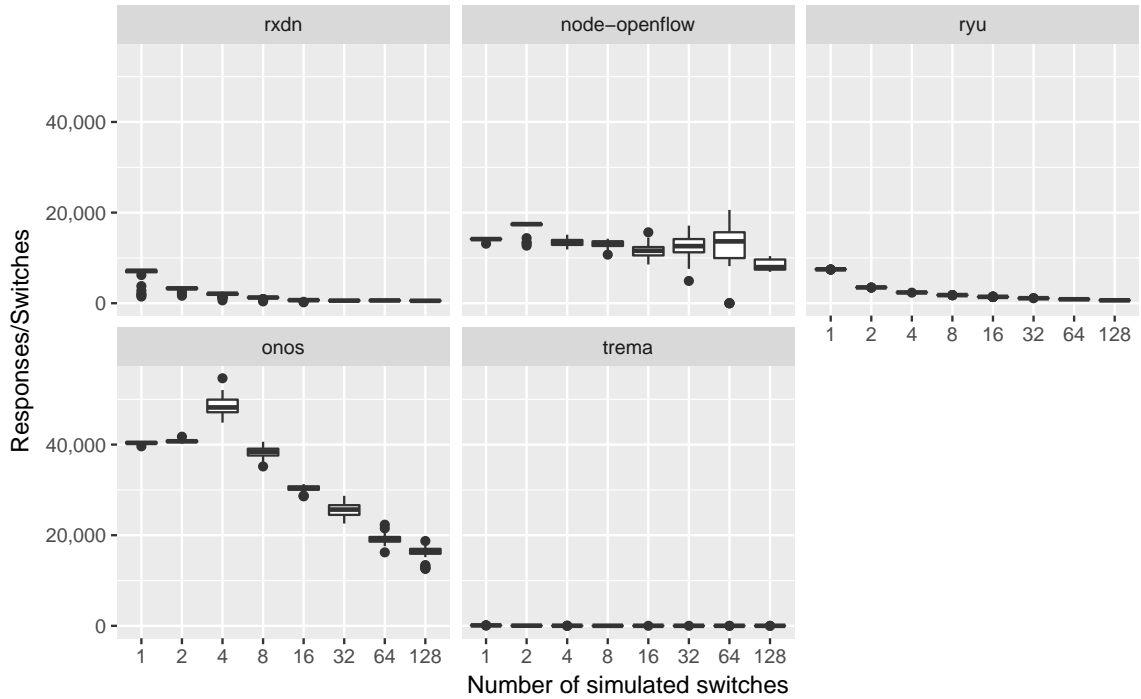 rxdn node−openflow ryu
40,000
20,000
0
1 2 4 8 16 32 64 128
onos trema
40,000
20,000
0
1 2 4 8 16 32 64 128 1 2 4 8 16 32 64 128
Number of simulated switches
Responses/Switches